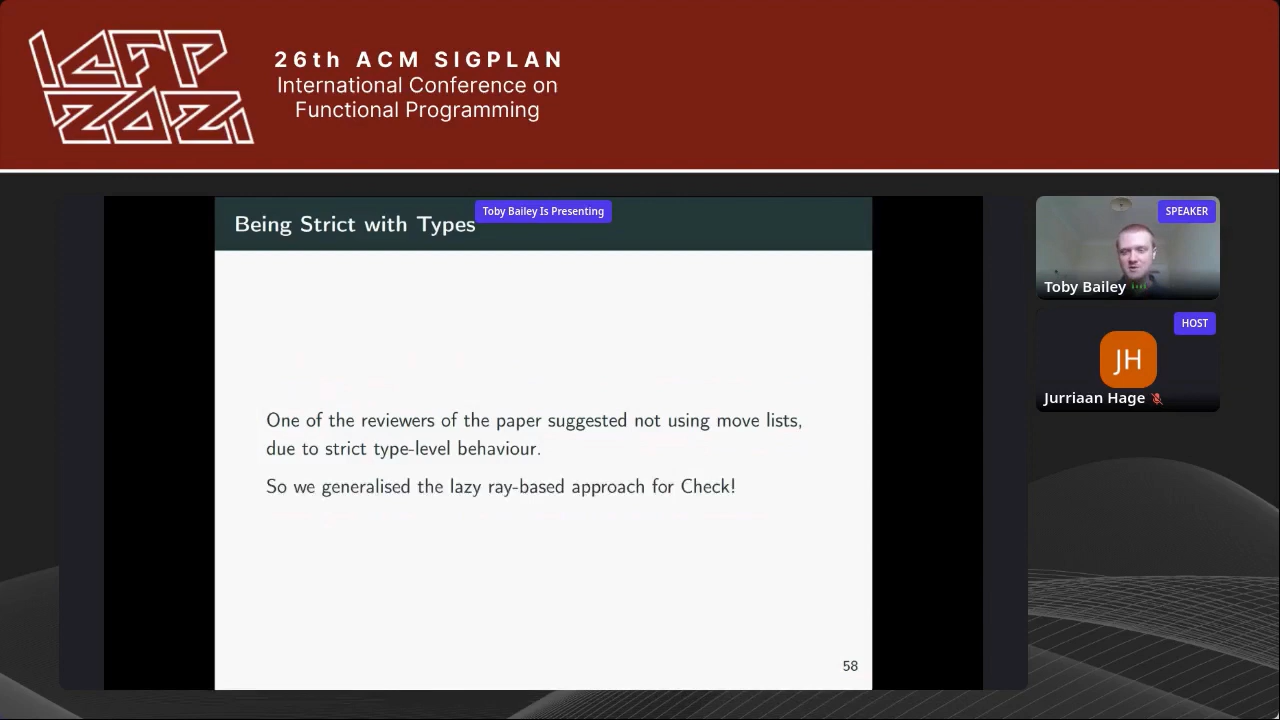 ICFP
2021
26th ACM SIGPLAN
International Conference on
Functional Programming
Being Strict with Types
Toby Bailey Is Presenting
One of the reviewers of the paper suggested not using move lists,
due to strict type-level behaviour.
So we generalised the lazy ray-based approach for Check!
58
SPEAKER
Toby Bailey
HOST
JH
Jurriaan Hage